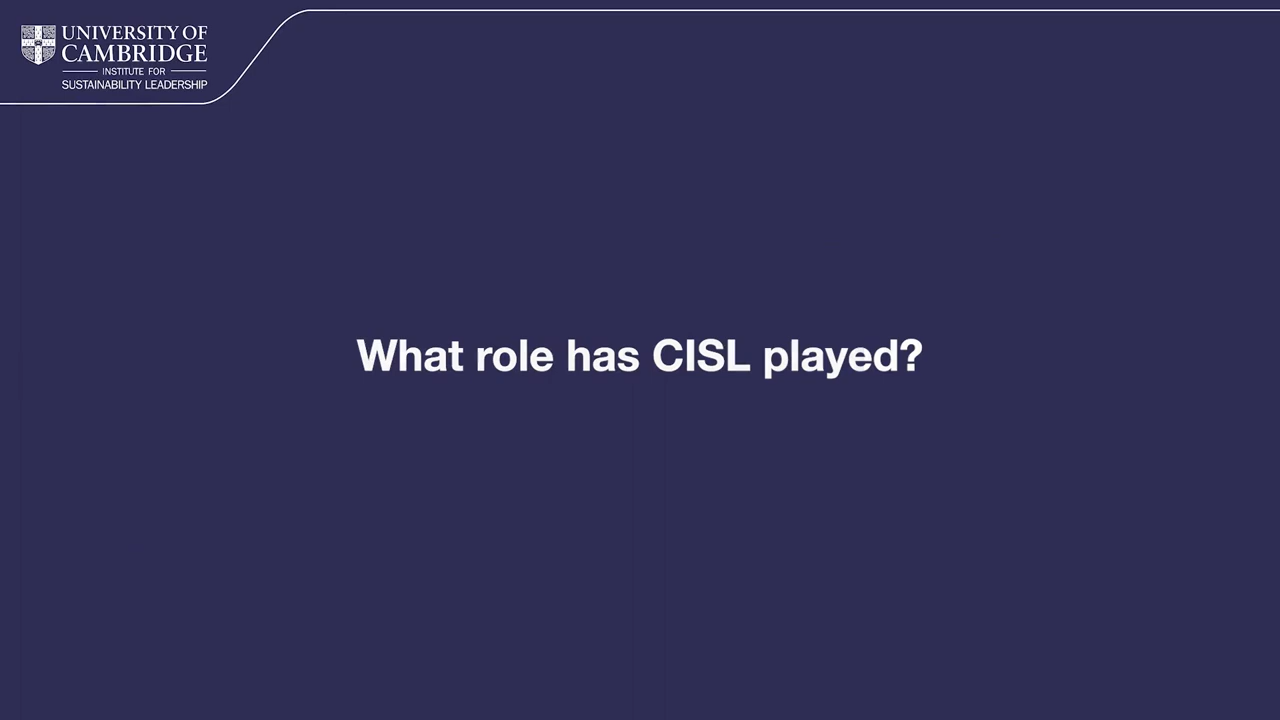 UNIVERSITY OF
CAMBRIDGE
INSTITUTE FOR
SUSTAINABILITY LEADERSHIP
What role has CISL played?